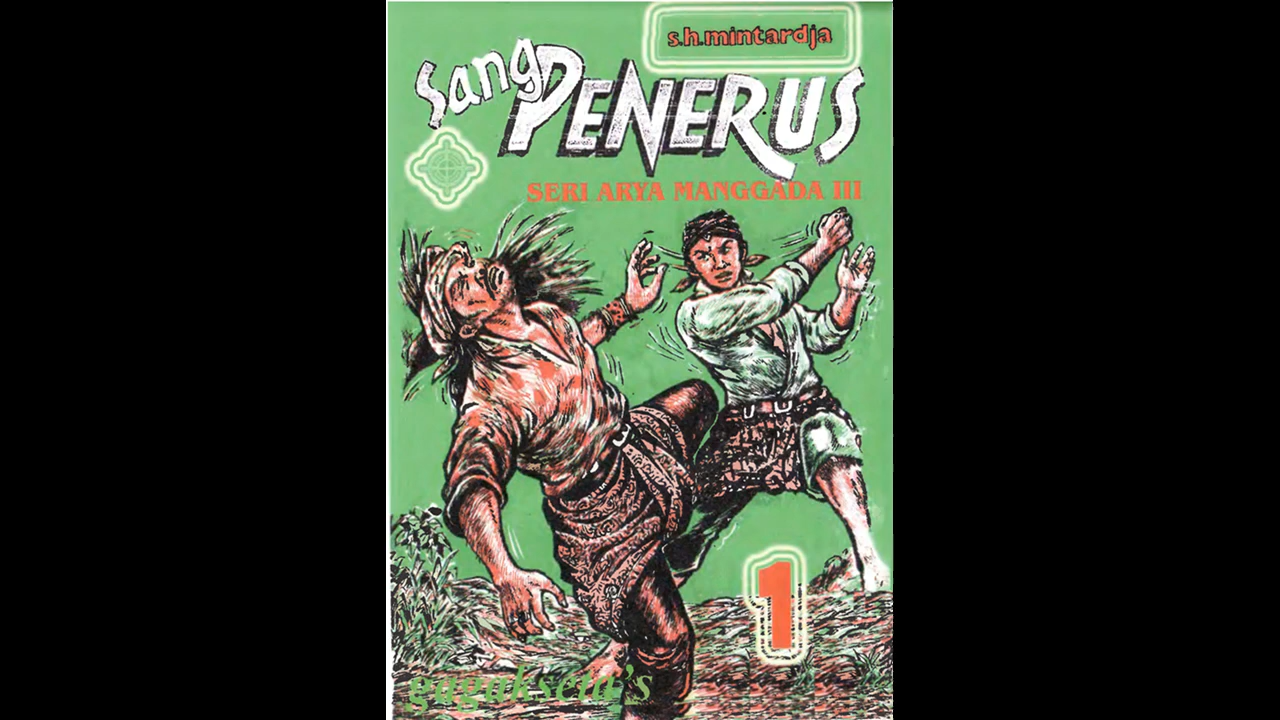 s.h.mintardja
Sang PENERUS
SERI ARYA MANGGADA III
1
gagakseta's